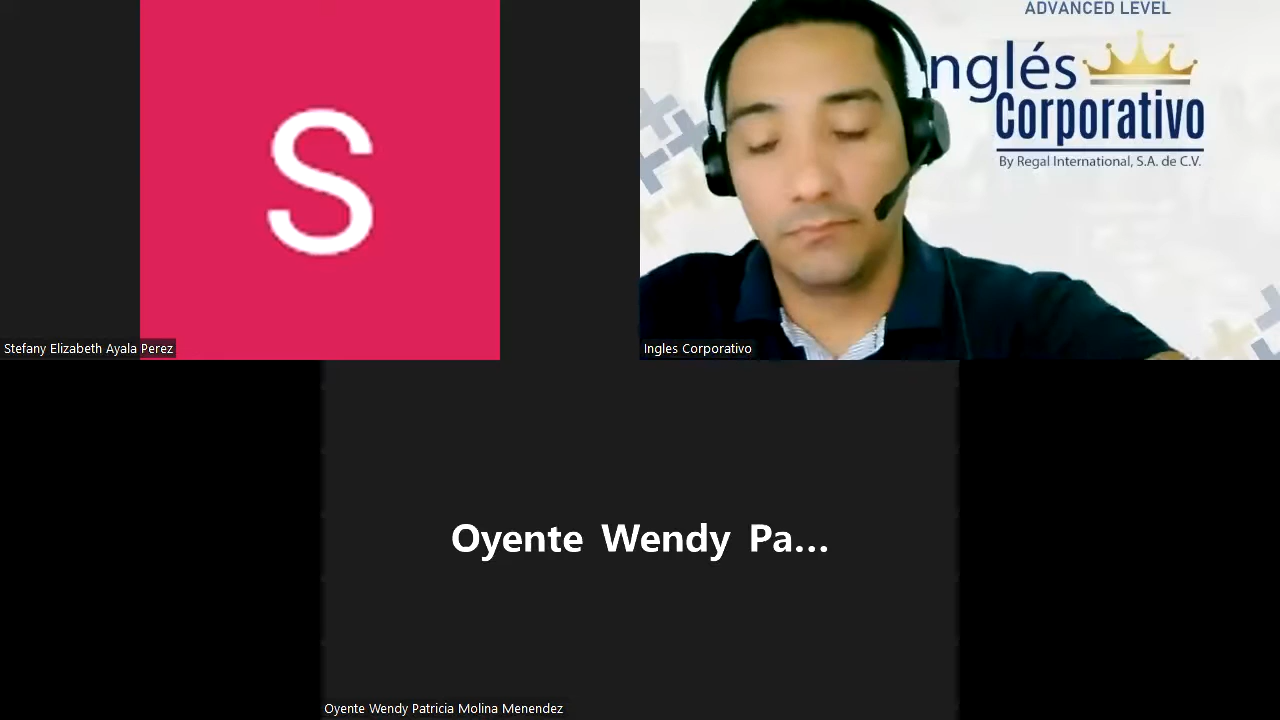 S
Stefany Elizabeth Ayala Perez
ADVANCED LEVEL
Inglés
Corporativo
By Regal International, S.A. de C.V.
Ingles Corporativo
Oyente Wendy Pa...
Oyente Wendy Patricia Molina Menendez